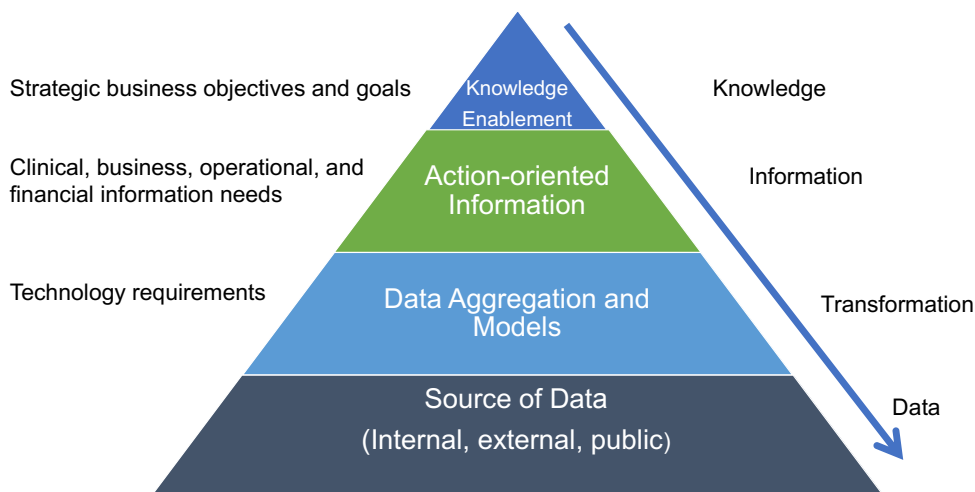 Strategic business objectives and goals
Knowledge
Enablement
Knowledge
Clinical, business, operational, and
financial information needs
Action-oriented
Information
Information
Technology requirements
Data Aggregation and
Models
Transformation
Source of Data
(Internal, external, public)
Data